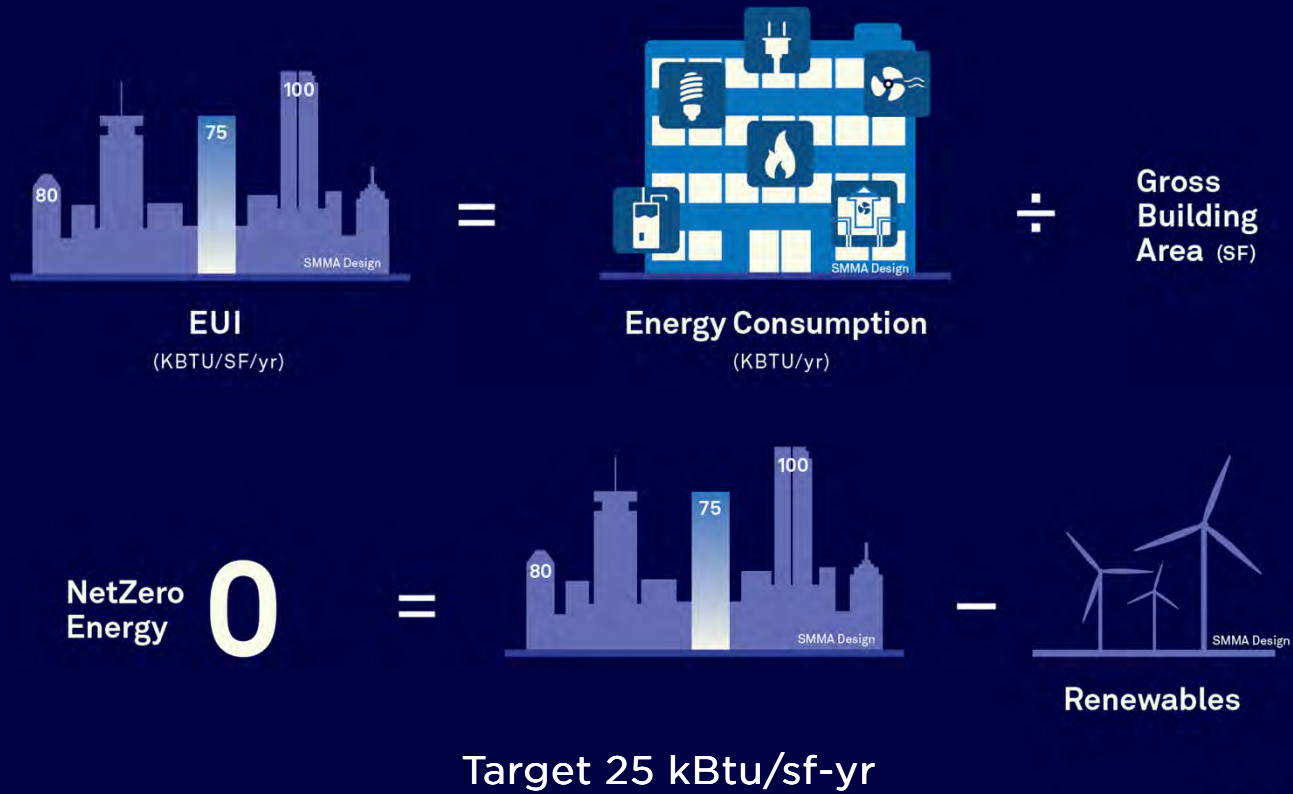 100
75
80
SMMA Design
EUI
(KBTU/SF/yr)
=
SMMA Design
Energy Consumption
(KBTU/yr)
÷
Gross
Building
Area (SF)
NetZero
Energy
0
=
100
75
80
SMMA Design
−
SMMA Design
Renewables
Target 25 kBtu/sf-yr